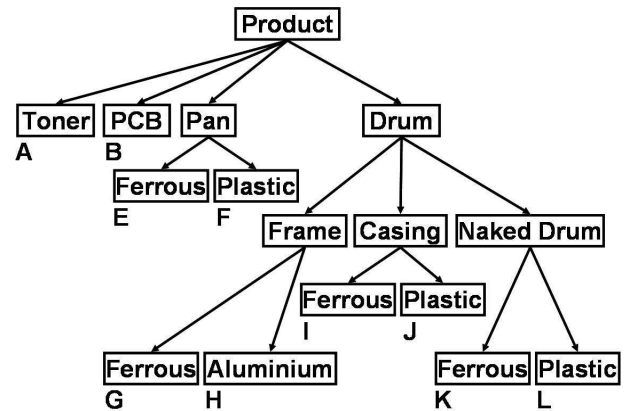 Product
Toner
PCB
Pan
Drum
A
B
Ferrous
Plastic
E
F
Frame
Casing
Naked Drum
Ferrous
Plastic
I
J
Ferrous
Aluminium
Ferrous
Plastic
G
H
K
L